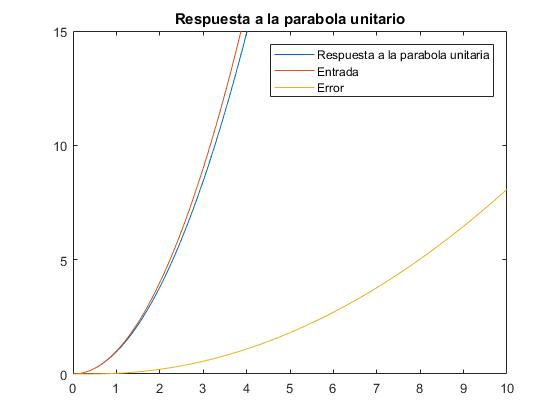 Respuesta a la parabola unitario
15
10
5
0
0 1 2 3 4 5 6 7 8 9 10
Respuesta a la parabola unitaria
Entrada
Error